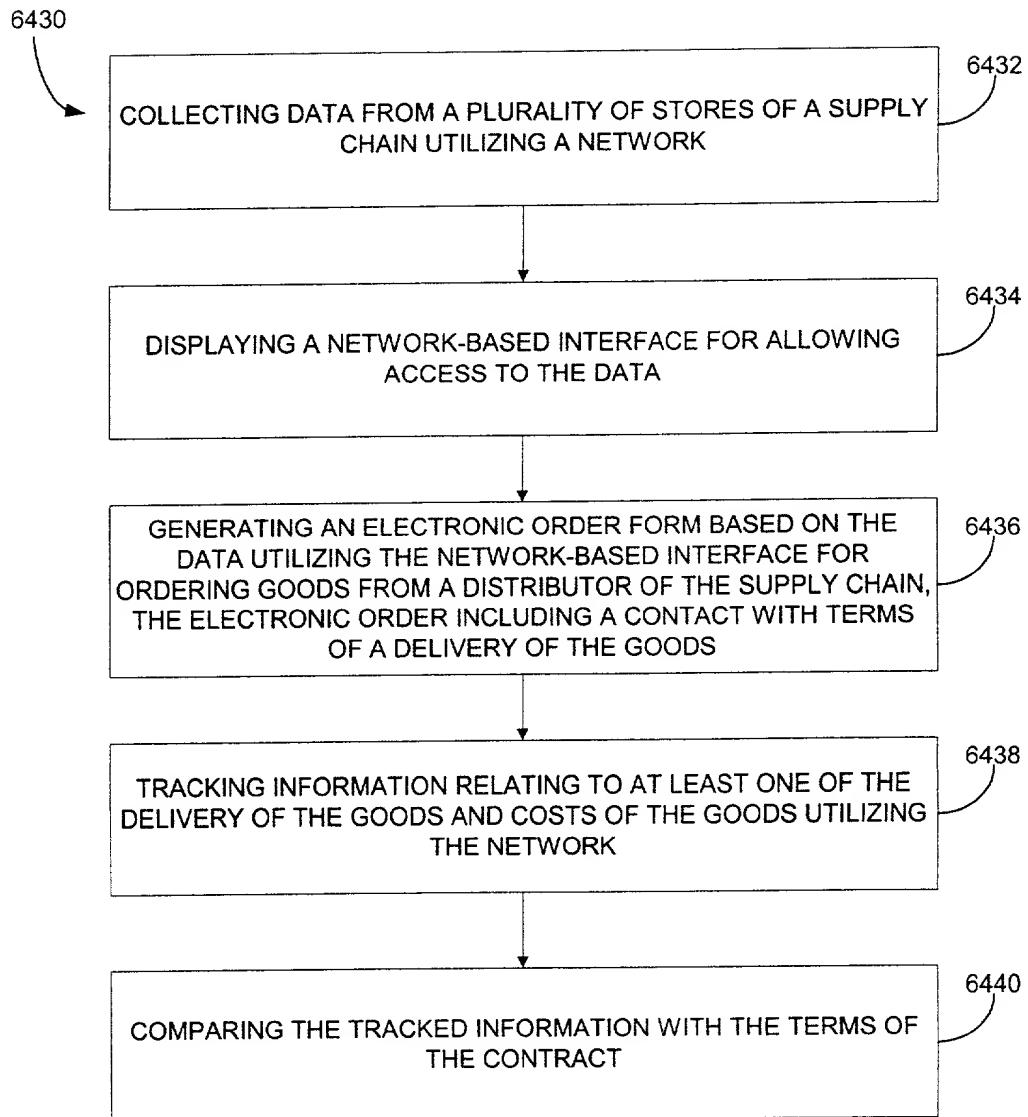 6430
6432
COLLECTING DATA FROM A PLURALITY OF STORES OF A SUPPLY
CHAIN UTILIZING A NETWORK
6434
DISPLAYING A NETWORK-BASED INTERFACE FOR ALLOWING
ACCESS TO THE DATA
6436
GENERATING AN ELECTRONIC ORDER FORM BASED ON THE
DATA UTILIZING THE NETWORK-BASED INTERFACE FOR
ORDERING GOODS FROM A DISTRIBUTOR OF THE SUPPLY CHAIN,
THE ELECTRONIC ORDER INCLUDING A CONTACT WITH TERMS
OF A DELIVERY OF THE GOODS
6438
TRACKING INFORMATION RELATING TO AT LEAST ONE OF THE
DELIVERY OF THE GOODS AND COSTS OF THE GOODS UTILIZING
THE NETWORK
6440
COMPARING THE TRACKED INFORMATION WITH THE TERMS OF
THE CONTRACT